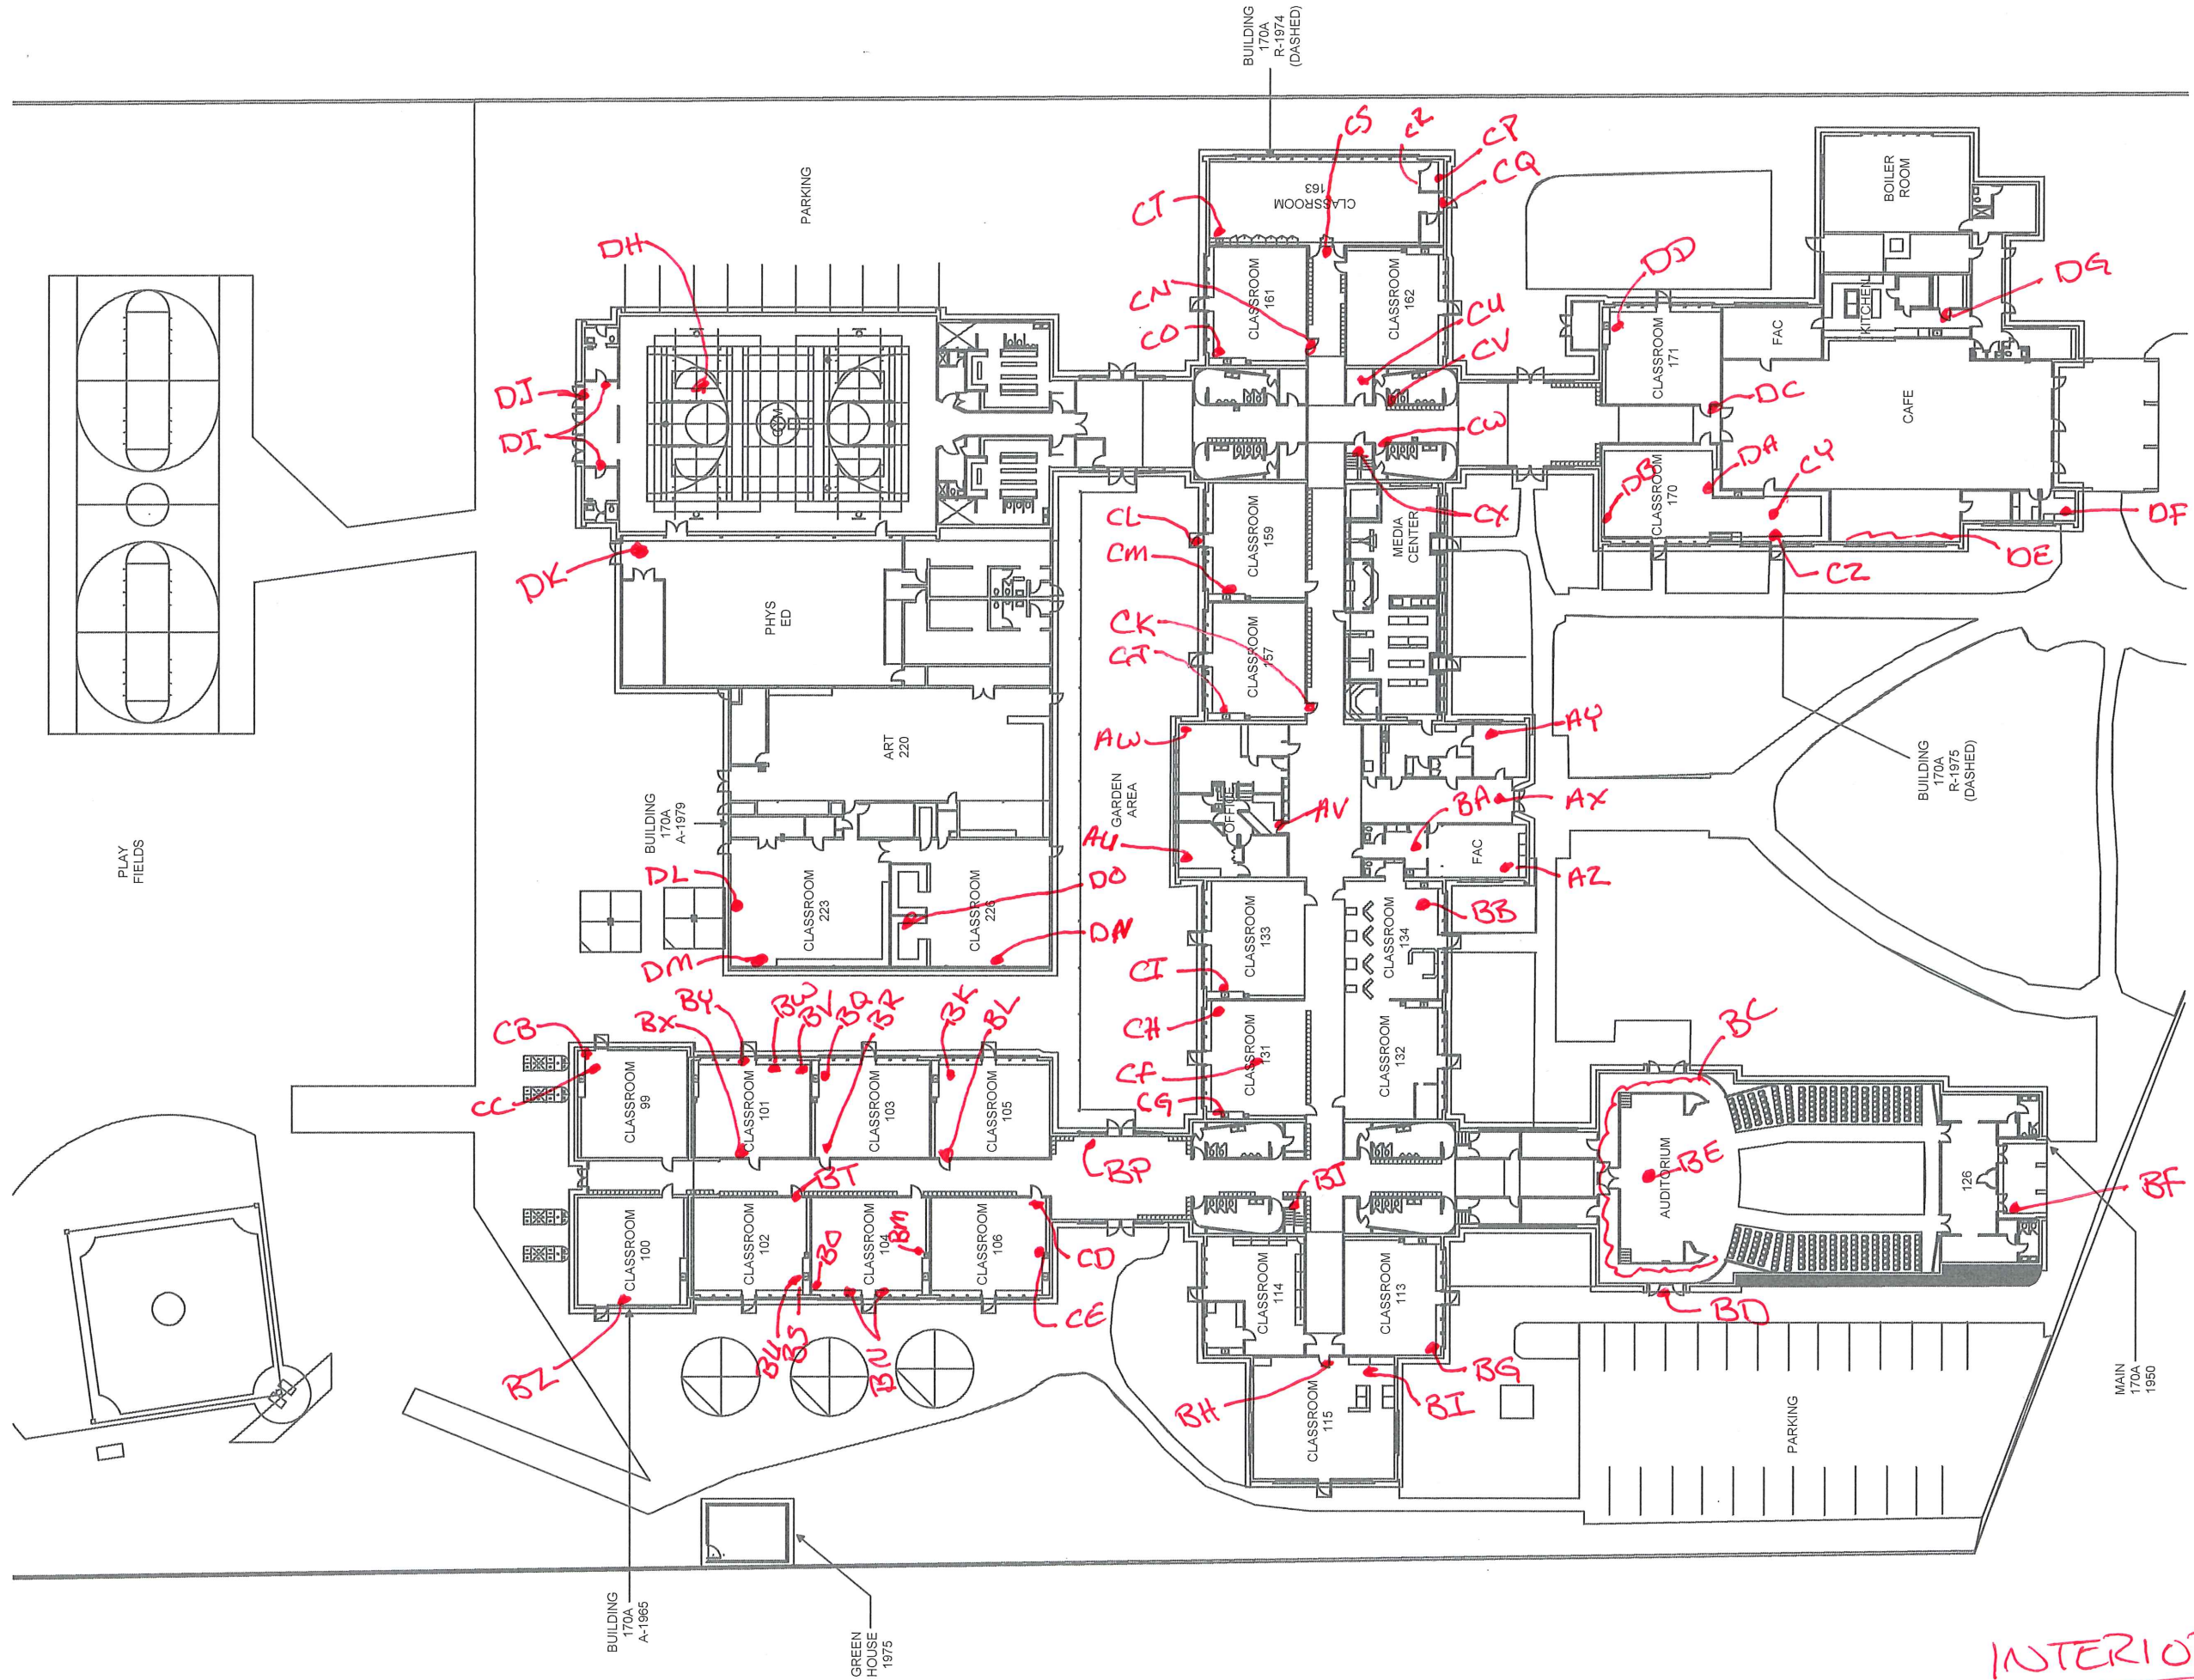 BUILDING
170A
R-1974
(DASHED)
PARKING
CS
CR
CP
CQ
CLASSROOM
163
CT
BOILER
ROOM
DH
CN
CLASSROOM
161
CLASSROOM
162
CU
CV
CO
DD
CLASSROOM
171
FAC
KITCHEN
DG
DJ
DI
GYM
CW
DC
CAFE
CX
DB
CLASSROOM
170
DA
CY
DF
CL
CM
CLASSROOM
159
MEDIA
CENTER
CZ
DE
DK
PHYS
ED
CK
CJ
CLASSROOM
157
PLAY
FIELDS
ART
220
AW
AY
BUILDING
170A
R-1975
(DASHED)
BUILDING
170A
A-1979
GARDEN
AREA
OFFICE
AV
BA
AX
AU
FAC
AZ
DL
CLASSROOM
223
DO
CLASSROOM
226
DN
DM
CLASSROOM
133
CLASSROOM
134
BB
CI
CB
BX
BY
BW
BV
BQ
BR
BK
BL
CH
CF
CLASSROOM
131
CG
CLASSROOM
132
BC
CC
CLASSROOM
99
CLASSROOM
101
CLASSROOM
103
CLASSROOM
105
BP
BT
BJ
AUDITORIUM
BE
126
BF
CLASSROOM
100
CLASSROOM
102
BO
CLASSROOM
104
BM
CLASSROOM
106
CD
CE
BZ
BU
BS
BN
CLASSROOM
114
CLASSROOM
113
BG
BD
BH
BI
CLASSROOM
115
PARKING
MAIN
170A
1950
BUILDING
170A
A-1965
GREEN
HOUSE
1975
INTERIO